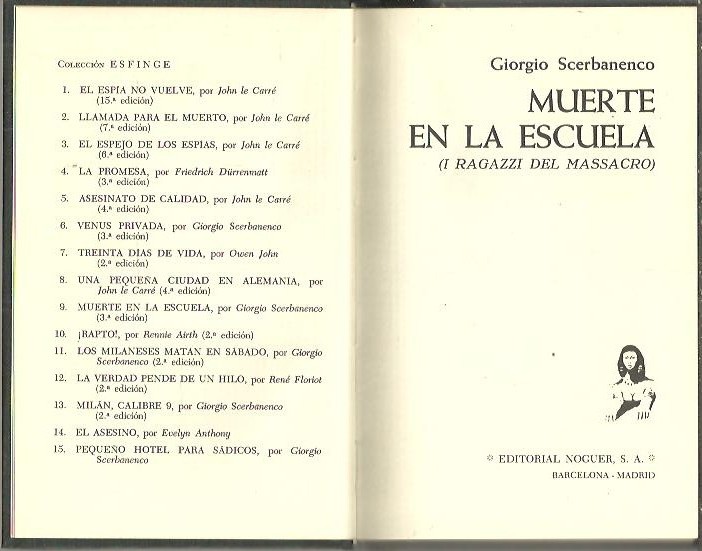 Colección ESFINGE
1. EL ESPIA NO VUELVE, por John le Carré
(15.ª edición)
2. LLAMADA PARA EL MUERTO, por John le Carré
(7.ª edición)
3. EL ESPEJO DE LOS ESPIAS, por John le Carré
(6.ª edición)
4. LA PROMESA, por Friedrich Dürrenmatt
(3.ª edición)
5. ASESINATO DE CALIDAD, por John le Carré
(4.ª edición)
6. VENUS PRIVADA, por Giorgio Scerbanenco
(3.ª edición)
7. TREINTA DIAS DE VIDA, por Owen John
(2.ª edición)
8. UNA PEQUEÑA CIUDAD EN ALEMANIA, por
John le Carré (4.ª edición)
9. MUERTE EN LA ESCUELA, por Giorgio Scerbanenco
(3.ª edición)
10. ¡RAPTO!, por Rennie Airth (2.ª edición)
11. LOS MILANESES MATAN EN SÁBADO, por Giorgio
Scerbanenco (2.ª edición)
12. LA VERDAD PENDE DE UN HILO, por René Floriot
(2.ª edición)
13. MILÁN, CALIBRE 9, por Giorgio Scerbanenco
(2.ª edición)
14. EL ASESINO, por Evelyn Anthony
15. PEQUEÑO HOTEL PARA SÁDICOS, por Giorgio
Scerbanenco
Giorgio Scerbanenco
MUERTE
EN LA ESCUELA
(I RAGAZZI DEL MASSACRO)
EDITORIAL NOGUER, S. A.
BARCELONA - MADRID